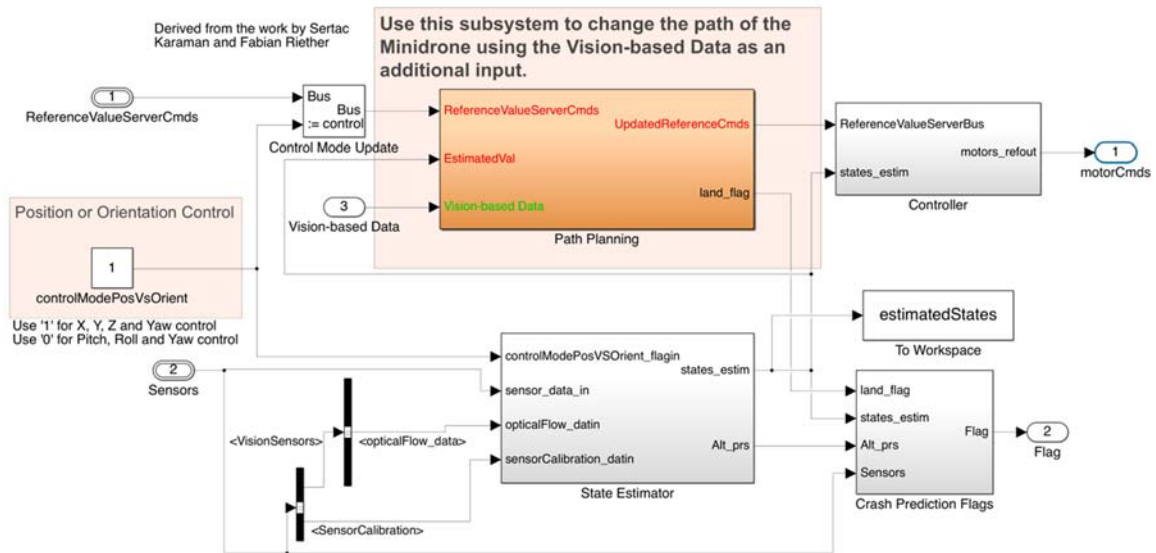 Derived from the work by Sertac
Karaman and Fabian Riether
Use this subsystem to change the path of the
Minidrone using the Vision-based Data as an
additional input.
1
ReferenceValueServerCmds
Bus
Bus
:= control
Control Mode Update
ReferenceValueServerCmds
UpdatedReferenceCmds
EstimatedVal
land_flag
Vision-based Data
Path Planning
3
Vision-based Data
ReferenceValueServerBus
motors_refout
states_estim
Controller
1
motorCmds
Position or Orientation Control
1
controlModePosVsOrient
Use '1' for X, Y, Z and Yaw control
Use '0' for Pitch, Roll and Yaw control
2
Sensors
estimatedStates
To Workspace
controlModePosVSOrient_flagin
states_estim
sensor_data_in
opticalFlow_datin
Alt_prs
sensorCalibration_datin
State Estimator
<VisionSensors>
<opticalFlow_data>
<SensorCalibration>
land_flag
states_estim
Flag
Alt_prs
Sensors
Crash Prediction Flags
2
Flag